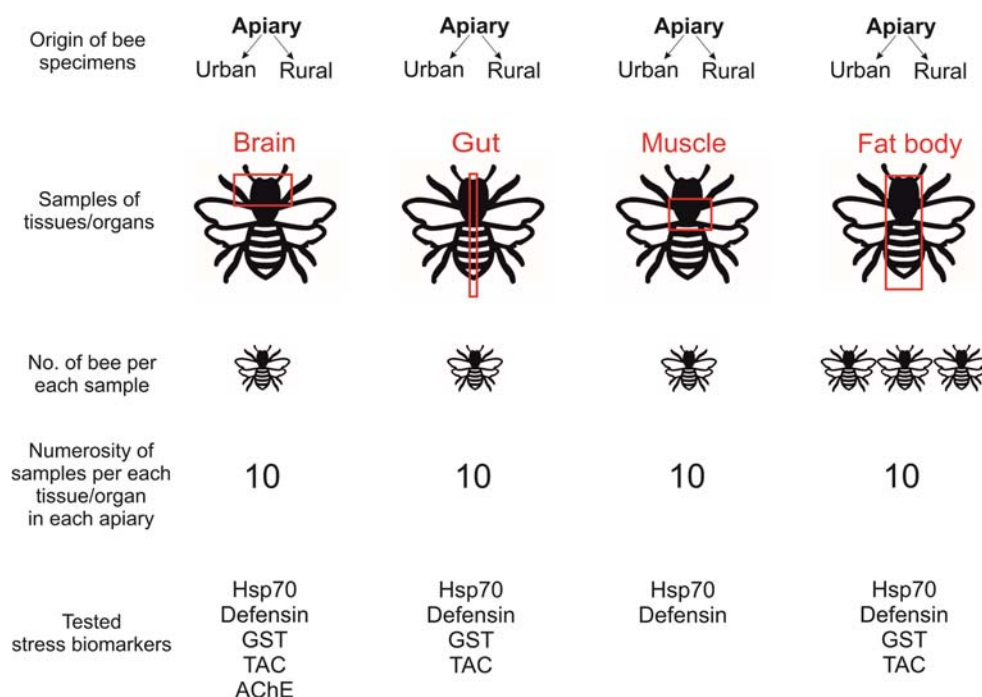 Origin of bee
specimens
Apiary
Urban Rural
Apiary
Urban Rural
Apiary
Urban Rural
Apiary
Urban Rural
Samples of
tissues/organs
Brain
Gut
Muscle
Fat body
No. of bee per
each sample
Numerosity of
samples per each
tissue/organ
in each apiary
10
10
10
10
Tested
stress biomarkers
Hsp70
Defensin
GST
TAC
AChE
Hsp70
Defensin
GST
TAC
Hsp70
Defensin
Hsp70
Defensin
GST
TAC